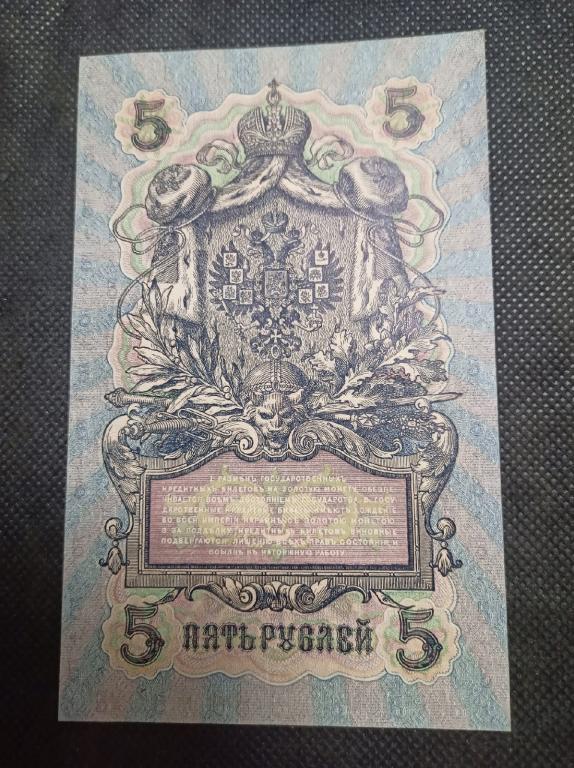 5 5
1. РАЗМѢНЪ ГОСУДАРСТВЕННЫХЪ
КРЕДИТНЫХЪ БИЛЕТОВЪ НА ЗОЛОТУЮ МОНЕТУ ОБЕЗПЕ-
ЧИВАЕТСЯ ВСѢМЪ ДОСТОЯНІЕМЪ ГОСУДАРСТВА. 2. ГОСУ-
ДАРСТВЕННЫЕ КРЕДИТНЫЕ БИЛЕТЫ ИМѢЮТЪ ХОЖДЕНІЕ
ВО ВСЕЙ ИМПЕРІИ НАРАВНѢ СЪ ЗОЛОТОЮ МОНЕТОЮ
3. ЗА ПОДДѢЛКУ КРЕДИТНЫХЪ БИЛЕТОВЪ ВИНОВНЫЕ
ПОДВЕРГАЮТСЯ ЛИШЕНІЮ ВСѢХЪ ПРАВЪ СОСТОЯНІЯ И
ССЫЛКѢ ВЪ КАТОРЖНУЮ РАБОТУ
5 ПЯТЬ РУБЛЕЙ 5